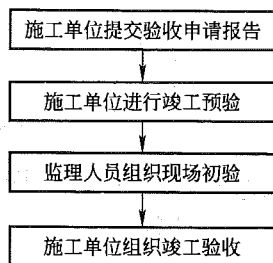 施工单位提交验收申请报告
施工单位进行竣工预验
监理人员组织现场初验
施工单位组织竣工验收